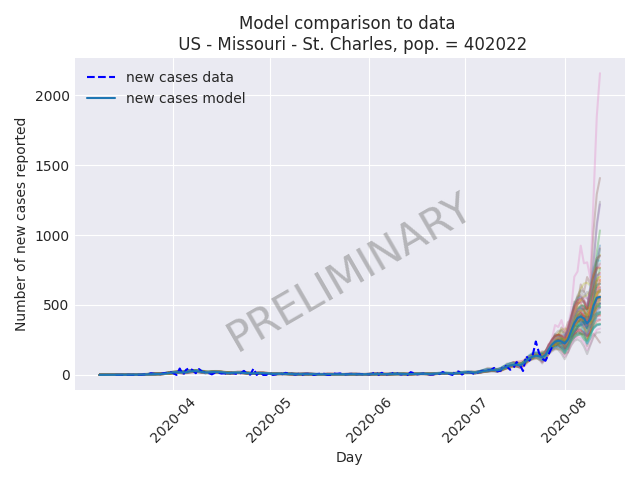 Model comparison to data
US - Missouri - St. Charles, pop. = 402022
new cases data
new cases model
Number of new cases reported
2000
1500
1000
500
0
PRELIMINARY
2020-04
2020-05
2020-06
2020-07
2020-08
Day